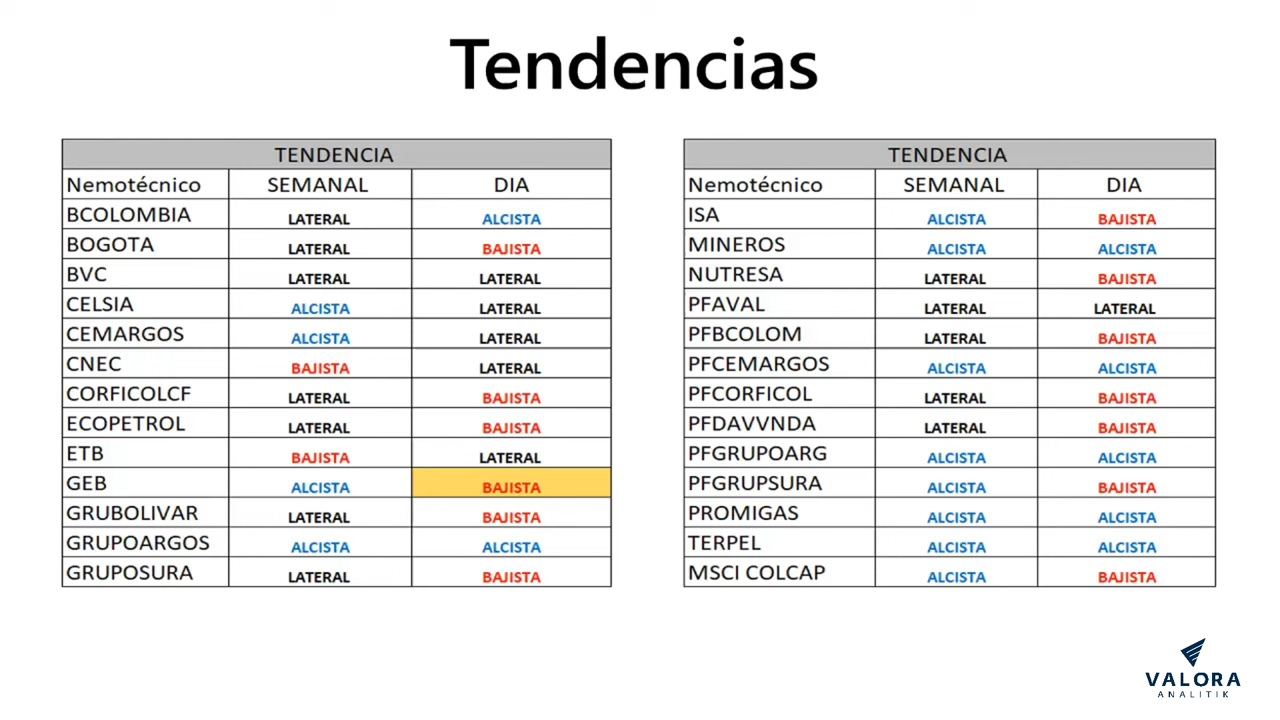 Tendencias
TENDENCIA
Nemotécnico SEMANAL DIA
BCOLOMBIA LATERAL ALCISTA
BOGOTA LATERAL BAJISTA
BVC LATERAL LATERAL
CELSIA ALCISTA LATERAL
CEMARGOS ALCISTA LATERAL
CNEC BAJISTA LATERAL
CORFICOLCF LATERAL BAJISTA
ECOPETROL LATERAL BAJISTA
ETB BAJISTA LATERAL
GEB ALCISTA BAJISTA
GRUBOLIVAR LATERAL BAJISTA
GRUPOARGOS ALCISTA ALCISTA
GRUPOSURA LATERAL BAJISTA
TENDENCIA
Nemotécnico SEMANAL DIA
ISA ALCISTA BAJISTA
MINEROS ALCISTA ALCISTA
NUTRESA LATERAL BAJISTA
PFAVAL LATERAL LATERAL
PFBCOLOM LATERAL BAJISTA
PFCEMARGOS ALCISTA ALCISTA
PFCORFICOL LATERAL BAJISTA
PFDAVVNDA LATERAL BAJISTA
PFGRUPOARG ALCISTA ALCISTA
PFGRUPSURA ALCISTA BAJISTA
PROMIGAS ALCISTA ALCISTA
TERPEL ALCISTA ALCISTA
MSCI COLCAP ALCISTA BAJISTA
VALORA
ANALITIK